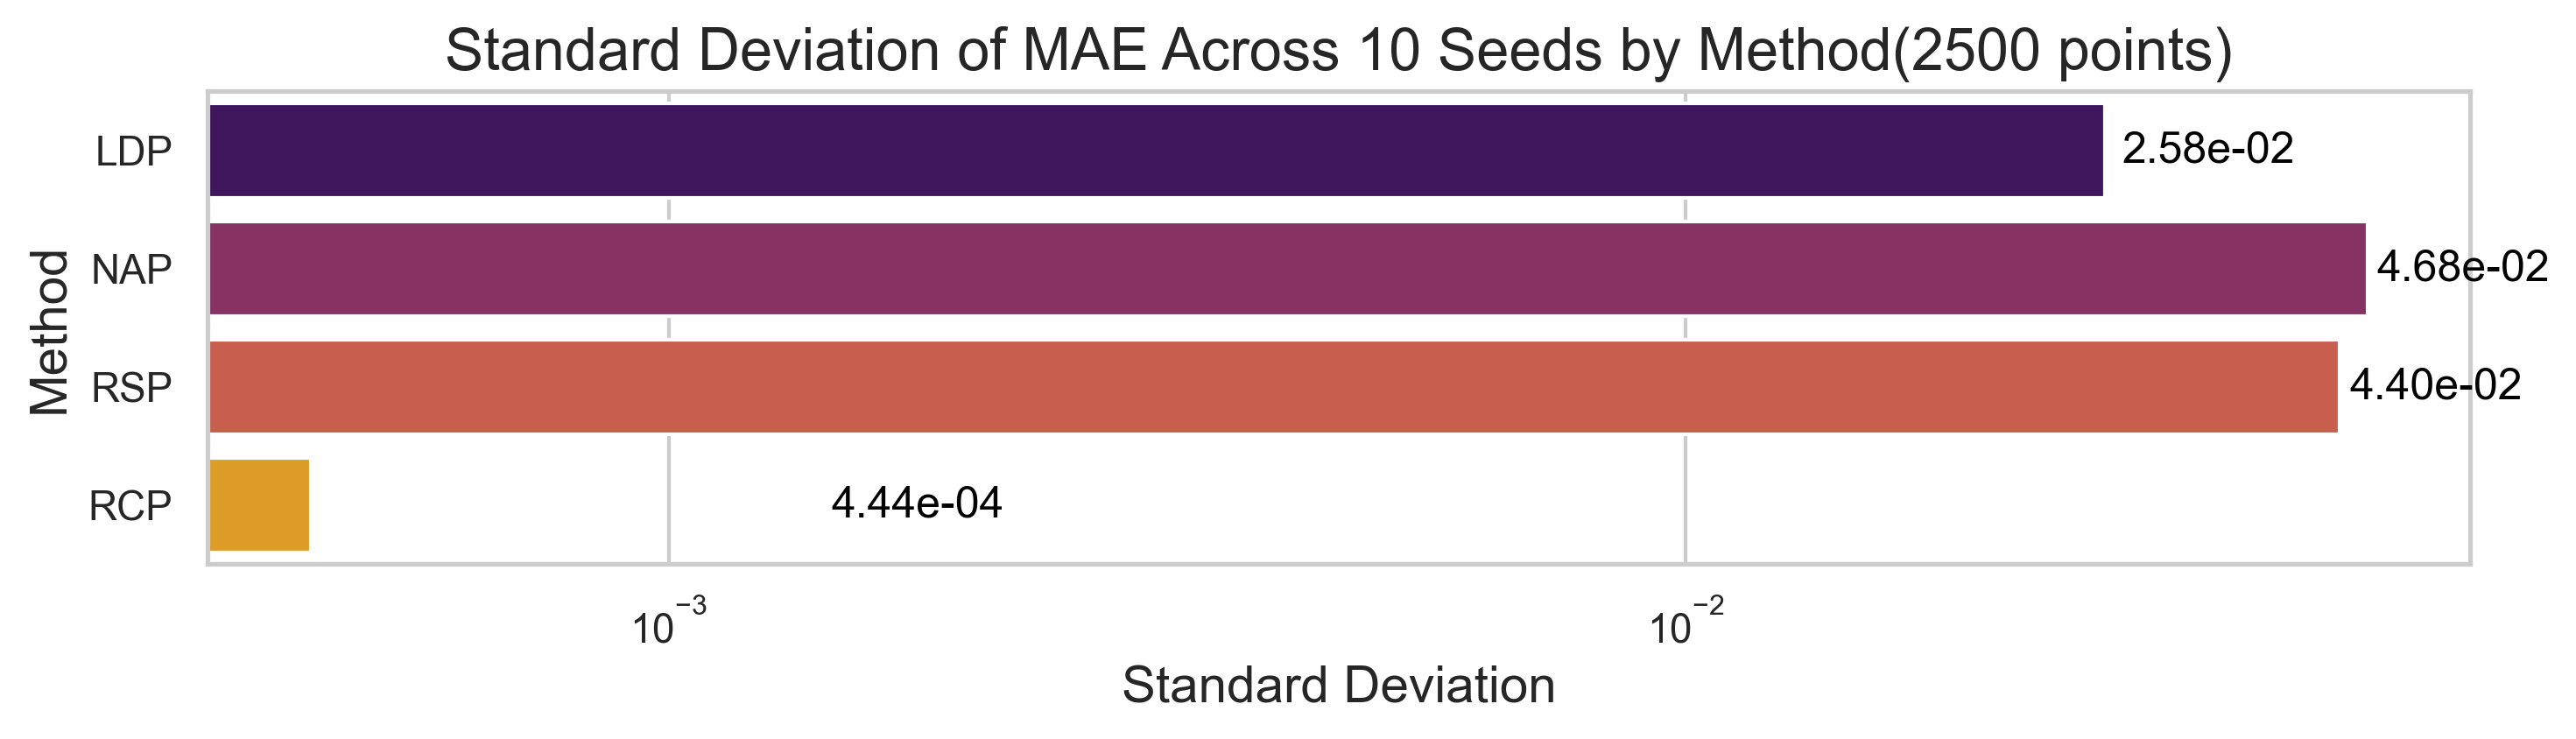 Standard Deviation of MAE Across 10 Seeds by Method(2500 points)
Method
LDP
2.58e-02
NAP
4.68e-02
RSP
4.40e-02
RCP
4.44e-04
10⁻³
10⁻²
Standard Deviation